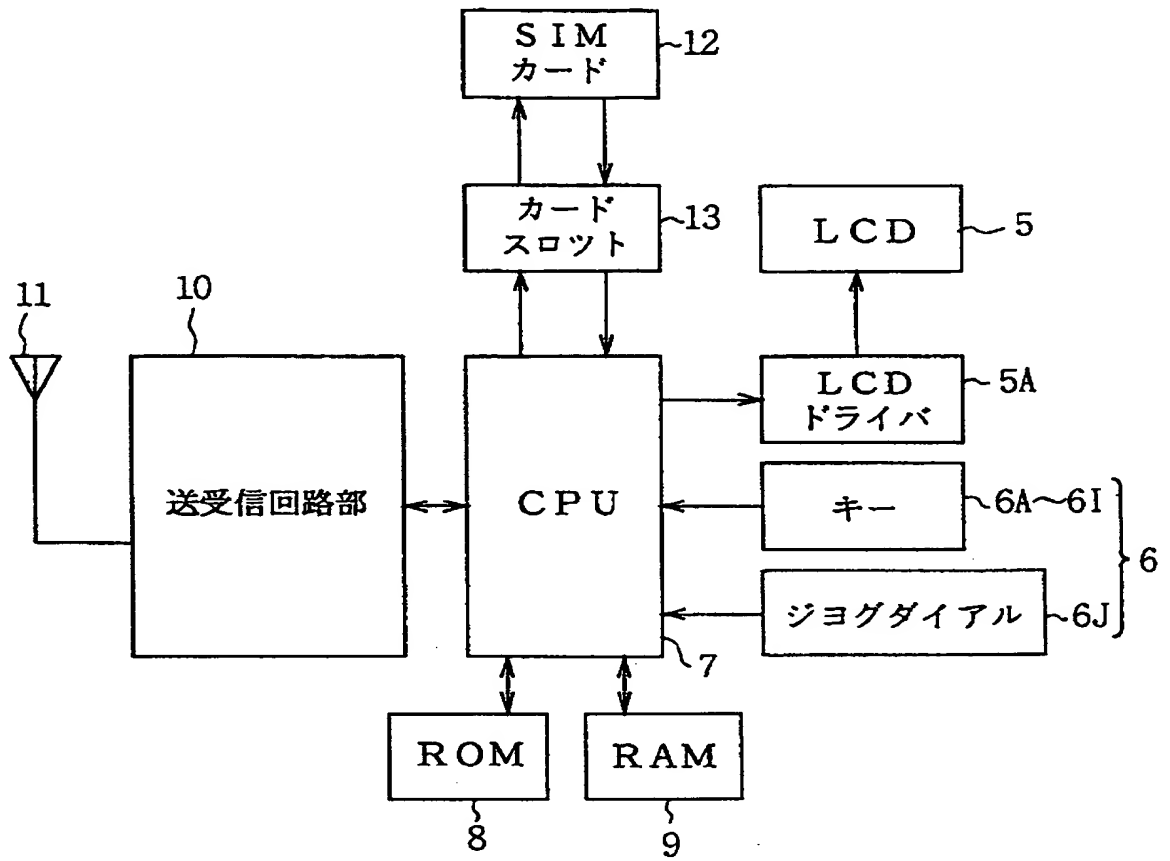 SIM
カード
12
カード
スロット
13
LCD
5
11
10
LCD
ドライバ
5A
送受信回路部
CPU
キー
6A～6I
6
ジヨグダイアル
6J
7
ROM
RAM
8
9